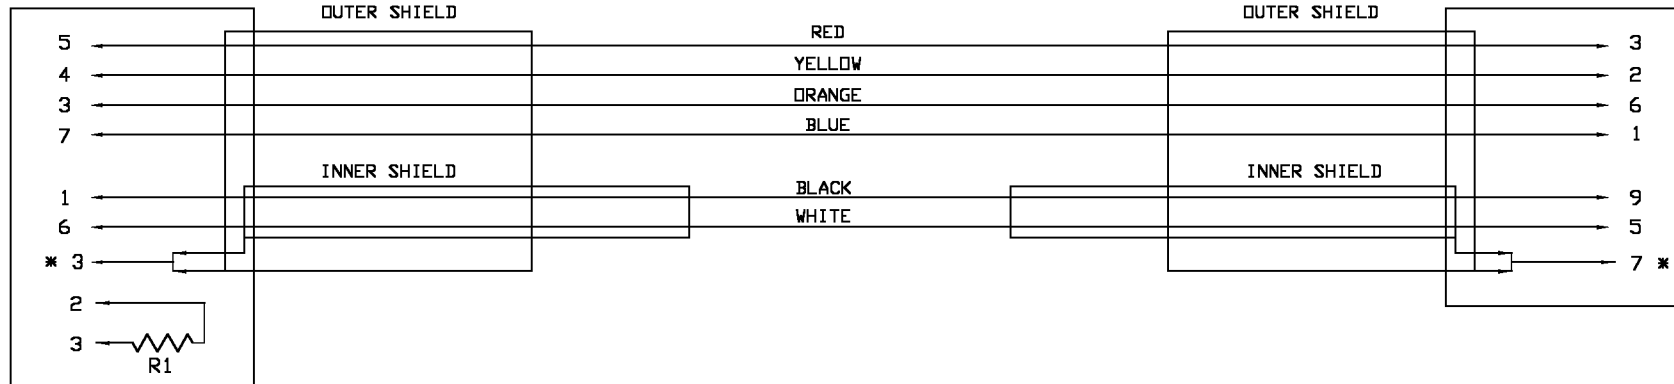 OUTER SHIELD OUTER SHIELD
5 RED 3
4 YELLOW 2
3 ORANGE 6
7 BLUE 1
INNER SHIELD INNER SHIELD
1 BLACK 9
6 WHITE 5
* 3 7 *
2
3
R1